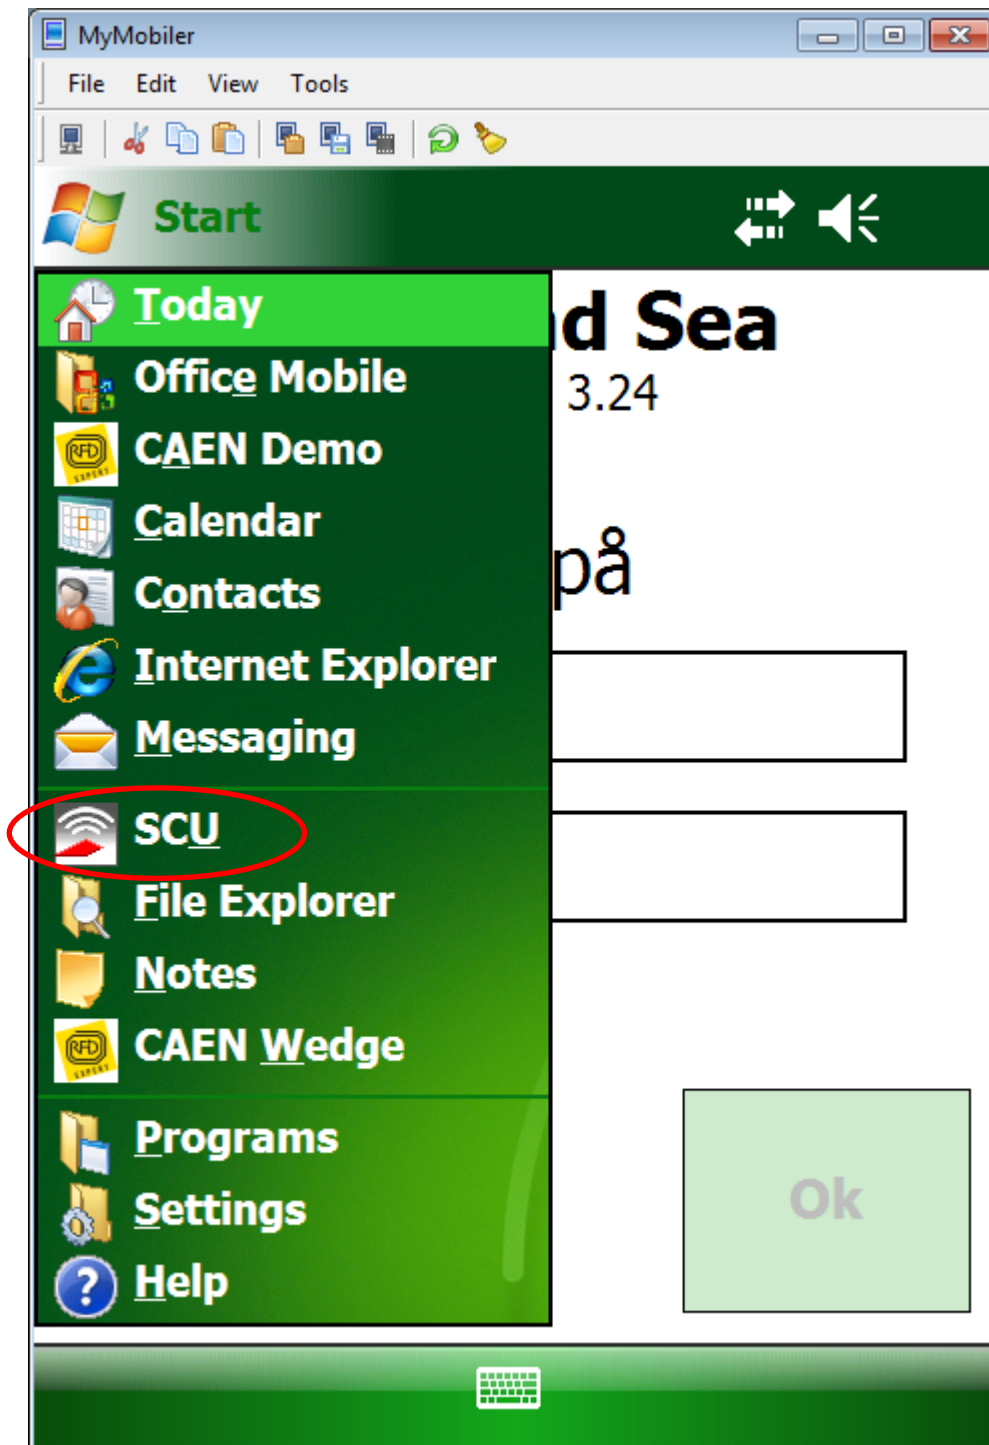 MyMobiler
File Edit View Tools
Start
Today
d Sea
Office Mobile
3.24
CAEN Demo
Calendar
på
Contacts
Internet Explorer
Messaging
SCU
File Explorer
Notes
CAEN Wedge
Programs
Settings
Ok
Help